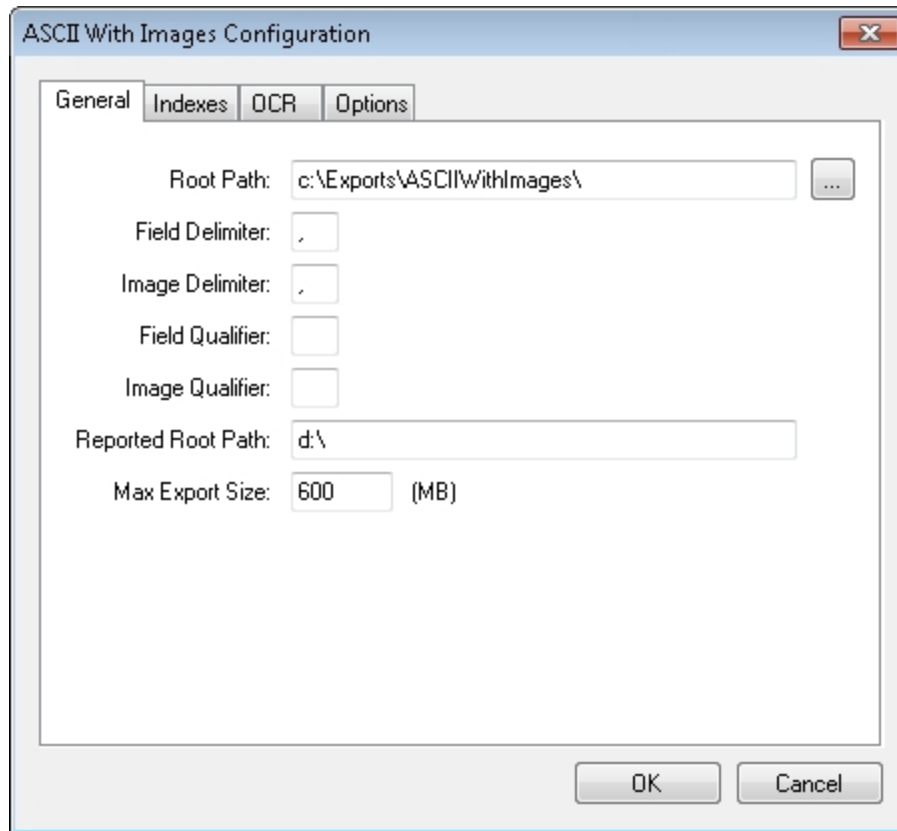 ASCII With Images Configuration
General Indexes OCR Options
Root Path: c:\Exports\ASCIIWithImages\ ...
Field Delimiter: ,
Image Delimiter: ,
Field Qualifier:
Image Qualifier:
Reported Root Path: d:\
Max Export Size: 600 (MB)
OK Cancel